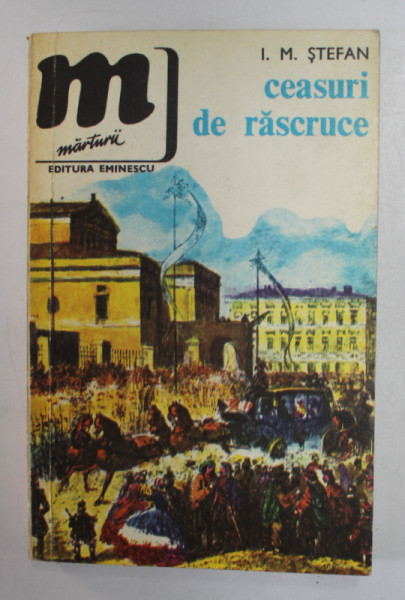 m
mărturii
EDITURA EMINESCU
I. M. ŞTEFAN
ceasuri
de răscruce